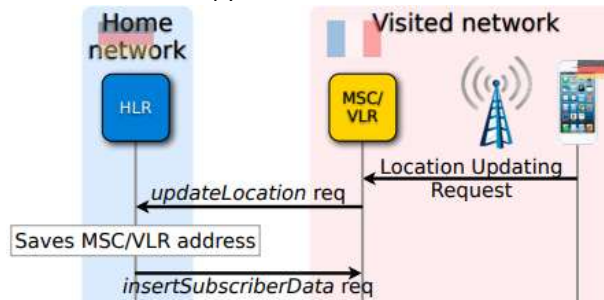 Home
network
Visited network
HLR
MSC/
VLR
Location Updating
Request
updateLocation req
Saves MSC/VLR address
insertSubscriberData req